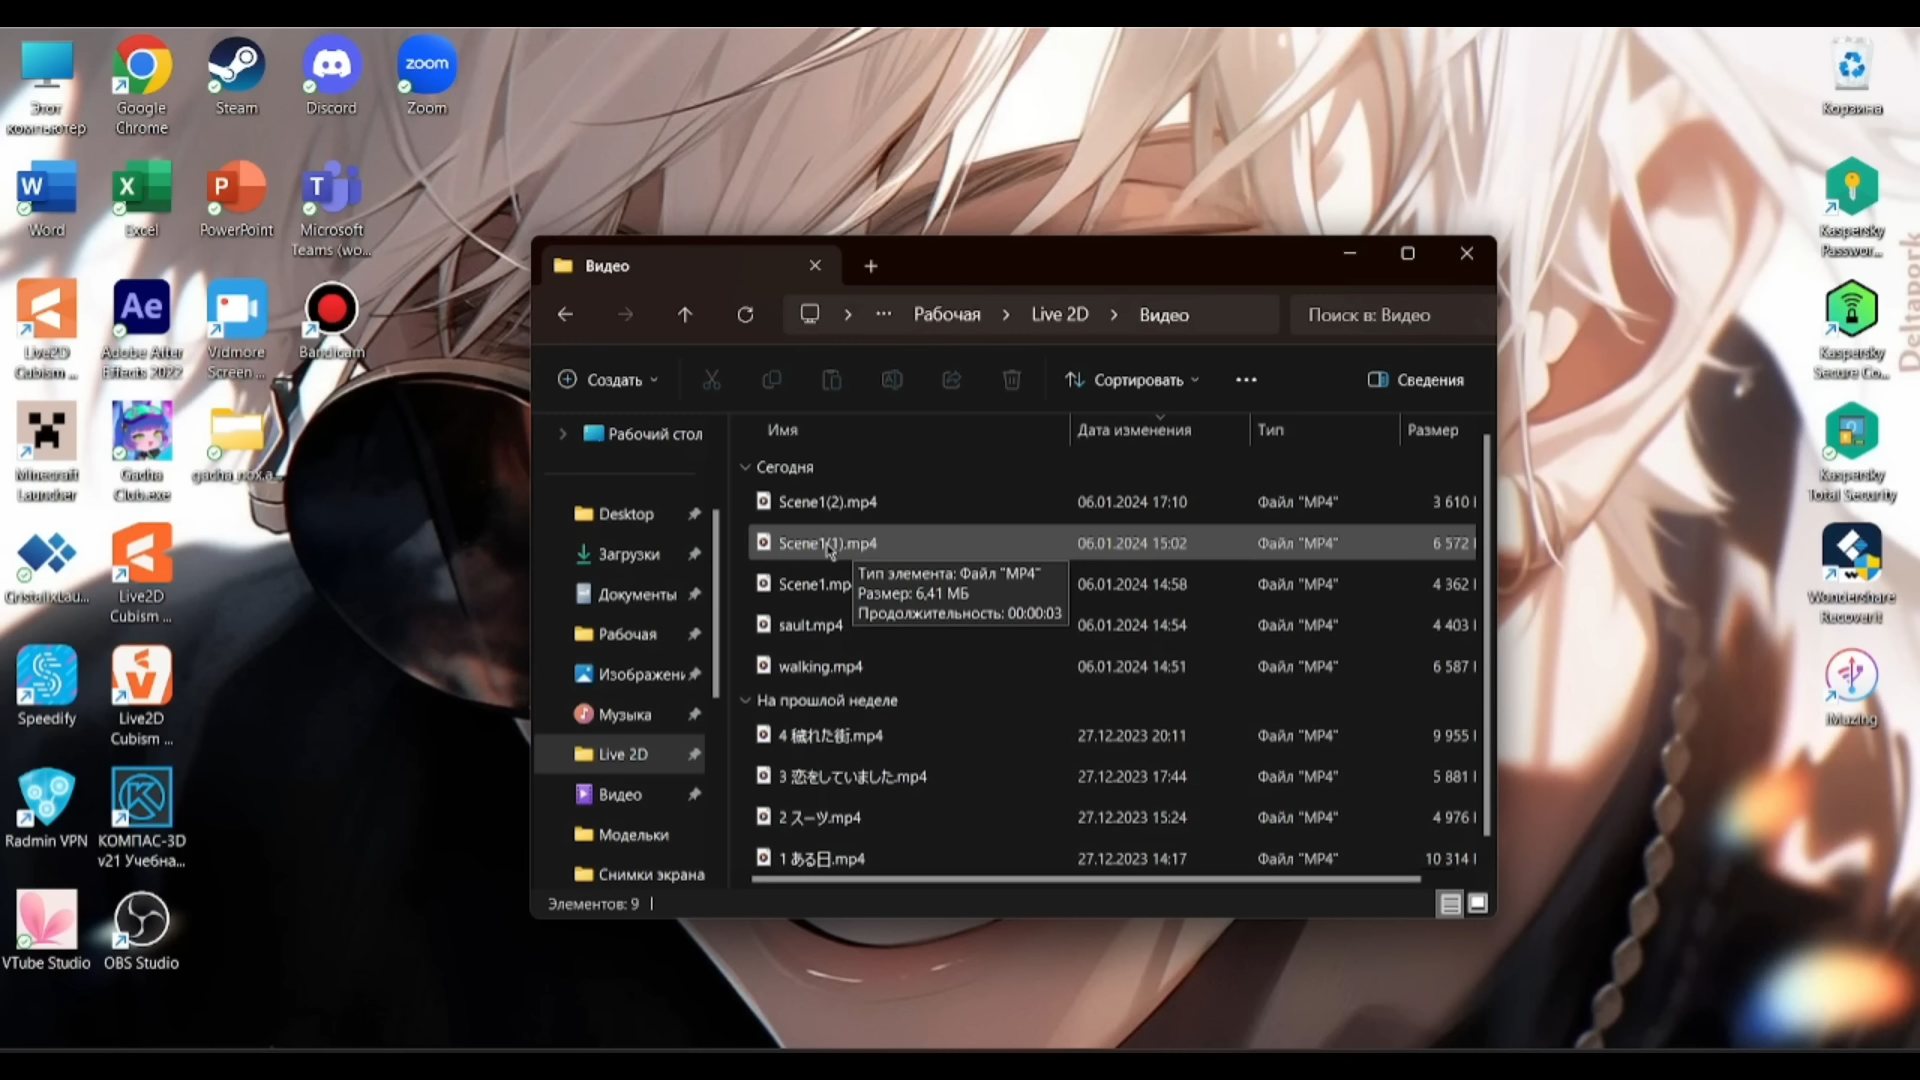 Этот
компьютер
Google
Chrome
Steam
Discord
zoom
Zoom
Корзина
W
Word
X
Excel
P
PowerPoint
T
Microsoft
Teams (wo...
Kaspersky
Passwor...
Deltapork
Live2D
Cubism ...
Ae
Adobe After
Effects 2022
Vidmore
Screen ...
Bandicam
Kaspersky
Secure Co...
Minecraft
Launcher
Gacha
Club.exe
gacha_nox.a...
Kaspersky
Total Security
CristalixLau...
Live2D
Cubism ...
Wondershare
Recoverit
Speedify
Live2D
Cubism ...
iMazing
Radmin VPN
КОМПАС-3D
v21 Учебна...
VTube Studio
OBS Studio
Видео
··· Рабочая > Live 2D > Видео
Поиск в: Видео
Создать
Сортировать
•••
Сведения
Рабочий стол
Desktop
Загрузки
Документы
Рабочая
Изображени
Музыка
Live 2D
Видео
Модельки
Снимки экрана
Имя Дата изменения Тип Размер
Сегодня
Scene1(2).mp4 06.01.2024 17:10 Файл "MP4" 3 610
Scene1(1).mp4 06.01.2024 15:02 Файл "MP4" 6 572
Scene1.mp 06.01.2024 14:58 Файл "MP4" 4 362
Тип элемента: Файл "MP4"
Размер: 6,41 МБ
Продолжительность: 00:00:03
sault.mp4 06.01.2024 14:54 Файл "MP4" 4 403
walking.mp4 06.01.2024 14:51 Файл "MP4" 6 587
На прошлой неделе
4 穢れた街.mp4 27.12.2023 20:11 Файл "MP4" 9 955
3 恋をしていました.mp4 27.12.2023 17:44 Файл "MP4" 5 881
2 スーツ.mp4 27.12.2023 15:24 Файл "MP4" 4 976
1 ある日.mp4 27.12.2023 14:17 Файл "MP4" 10 314
Элементов: 9